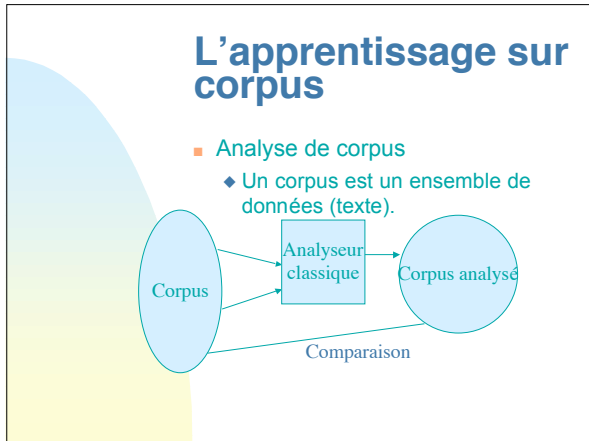 L'apprentissage sur
corpus
Analyse de corpus
Un corpus est un ensemble de
données (texte).
Analyseur
classique
Corpus
Corpus analysé
Comparaison